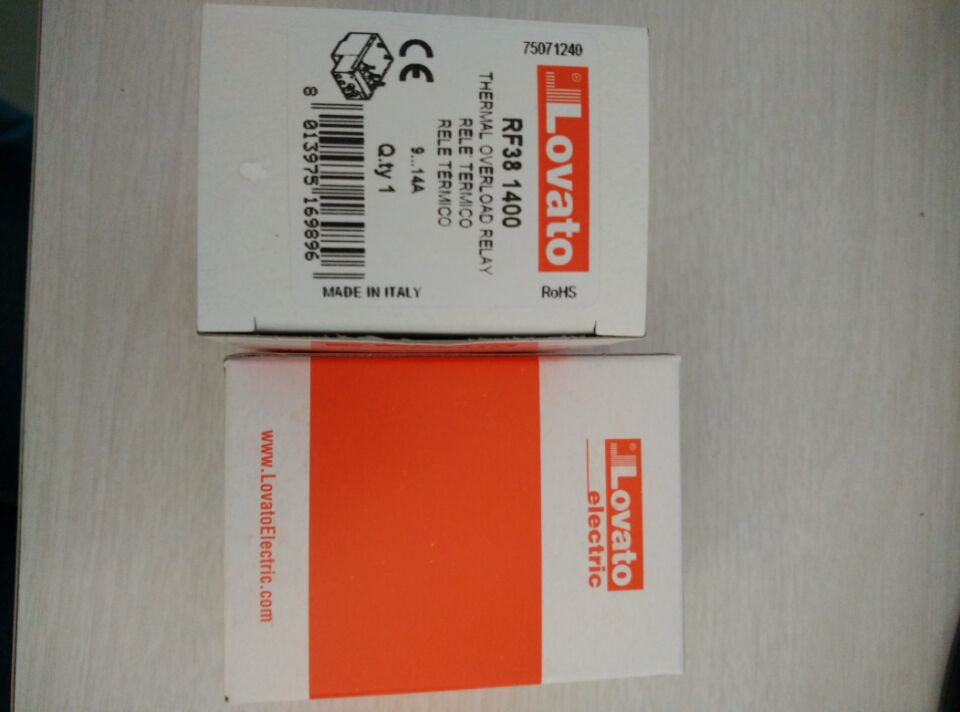 75071240
Lovato
RF38 1400
THERMAL OVERLOAD RELAY
RELE' TERMICO
RELE TERMICO
9...14A
Q.ty 1
CE
8 013975 169896
MADE IN ITALY
RoHS
Lovato
electric
www.LovatoElectric.com